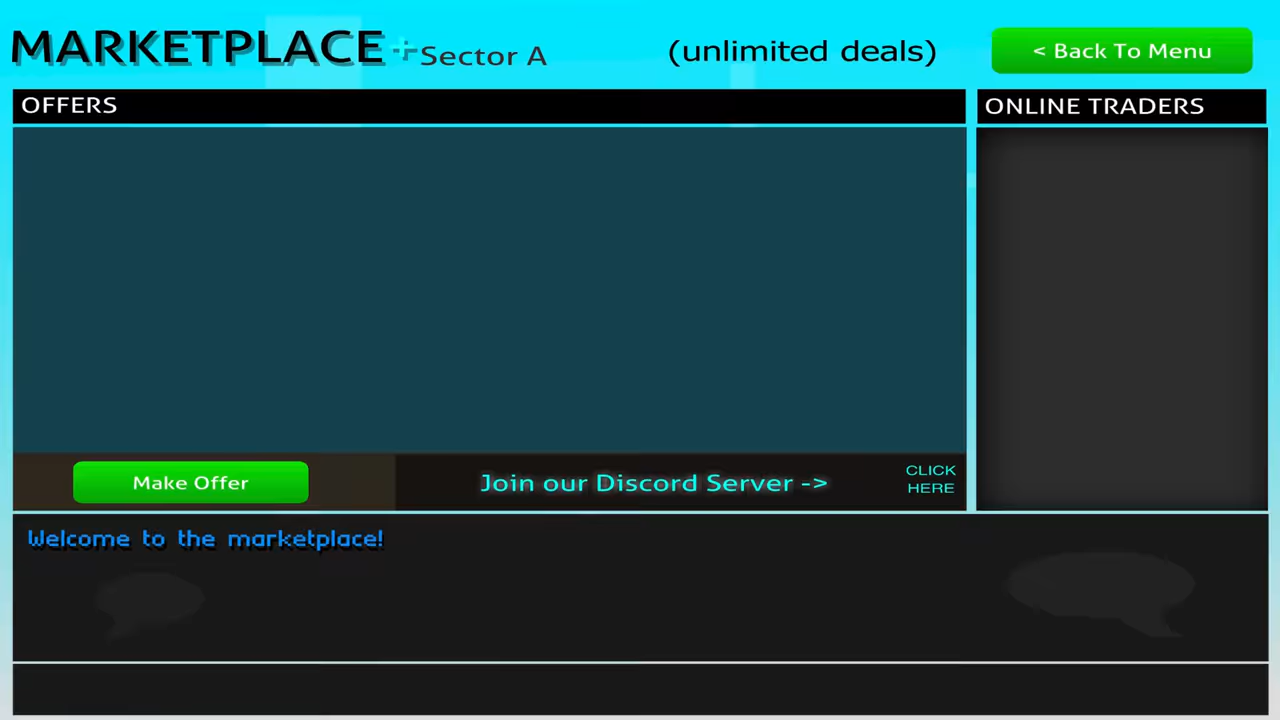 MARKETPLACE + Sector A (unlimited deals) < Back To Menu
OFFERS
ONLINE TRADERS
Make Offer
Join our Discord Server ->
CLICK
HERE
Welcome to the marketplace!